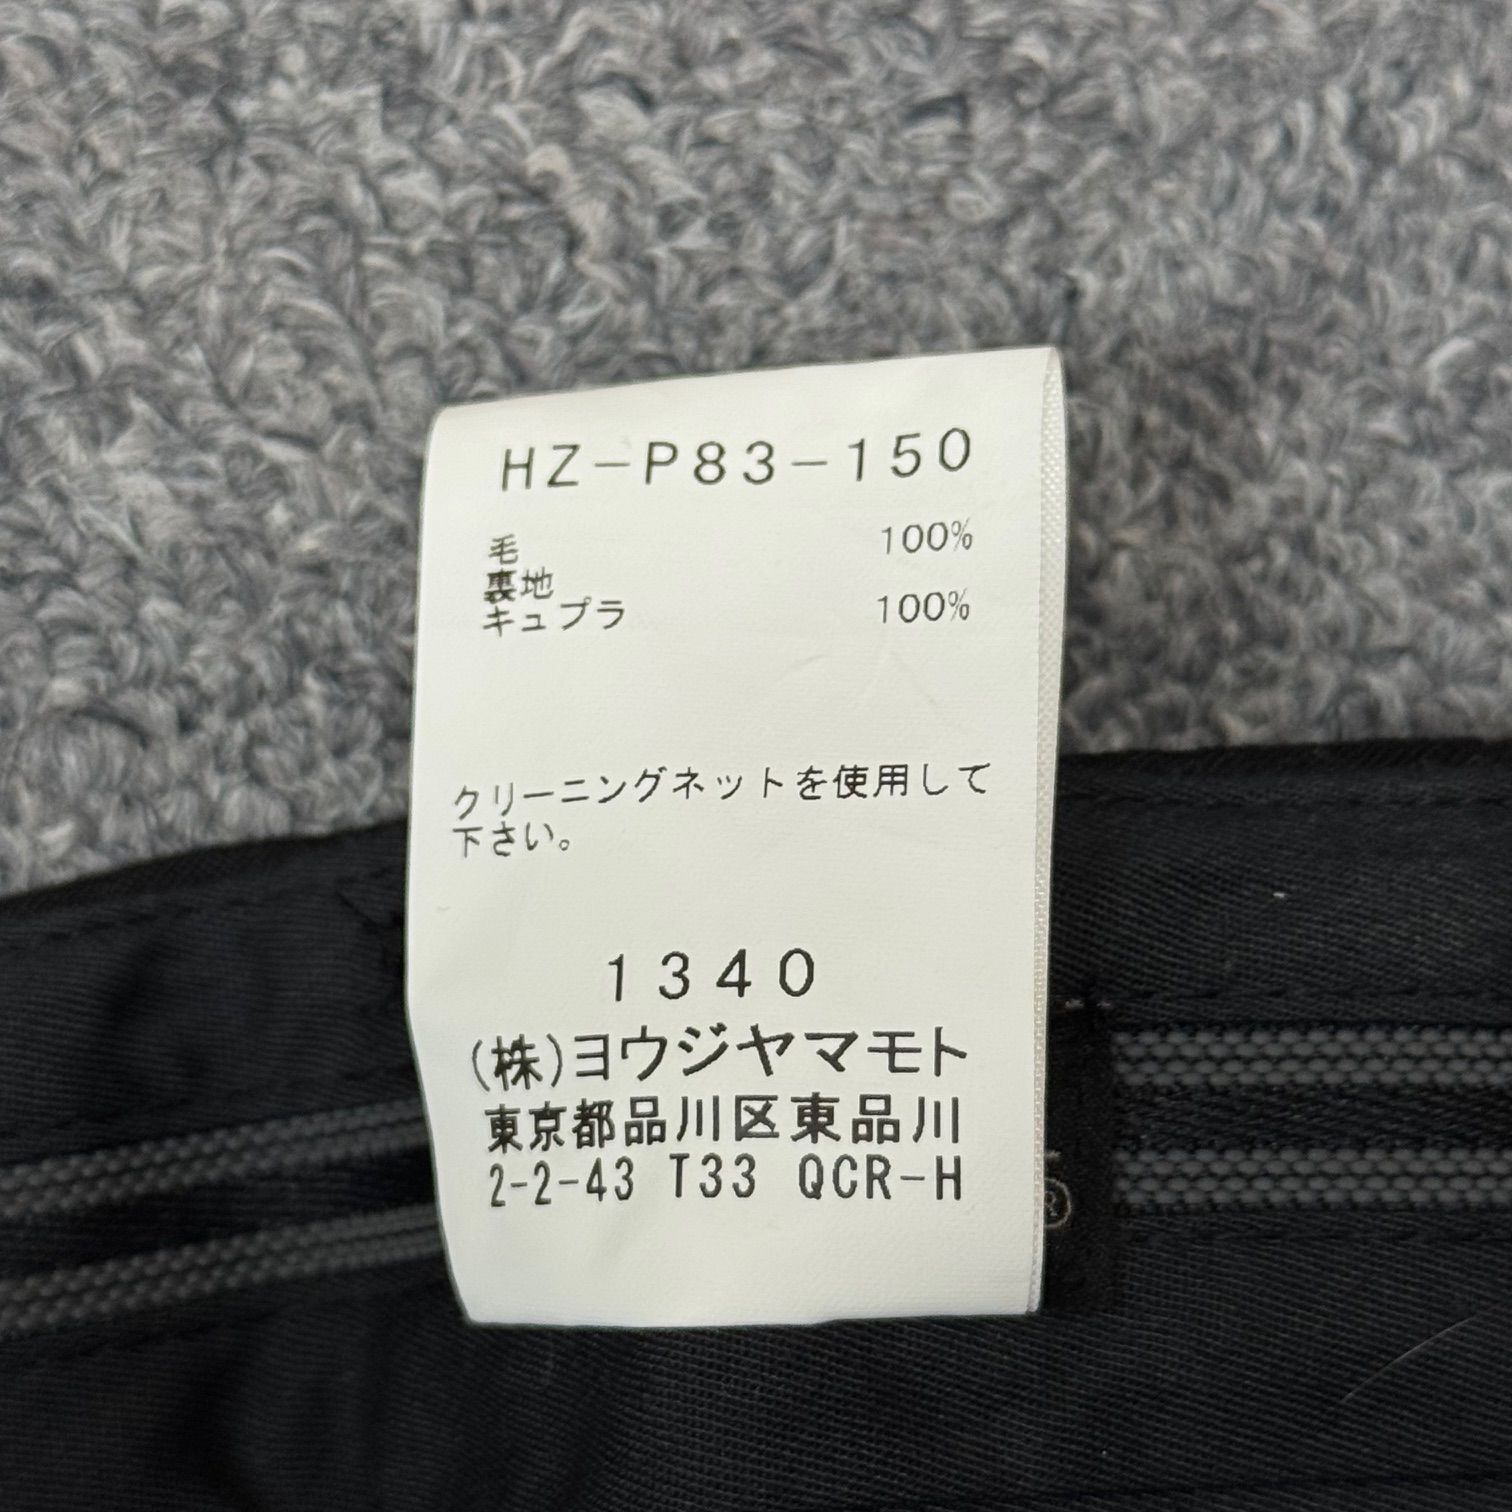 HZ-P83-150
毛 100%
裏地
キュプラ 100%
クリーニングネットを使用して
下さい。
1340
(株)ヨウジヤマモト
東京都品川区東品川
2-2-43 T33 QCR-H
®